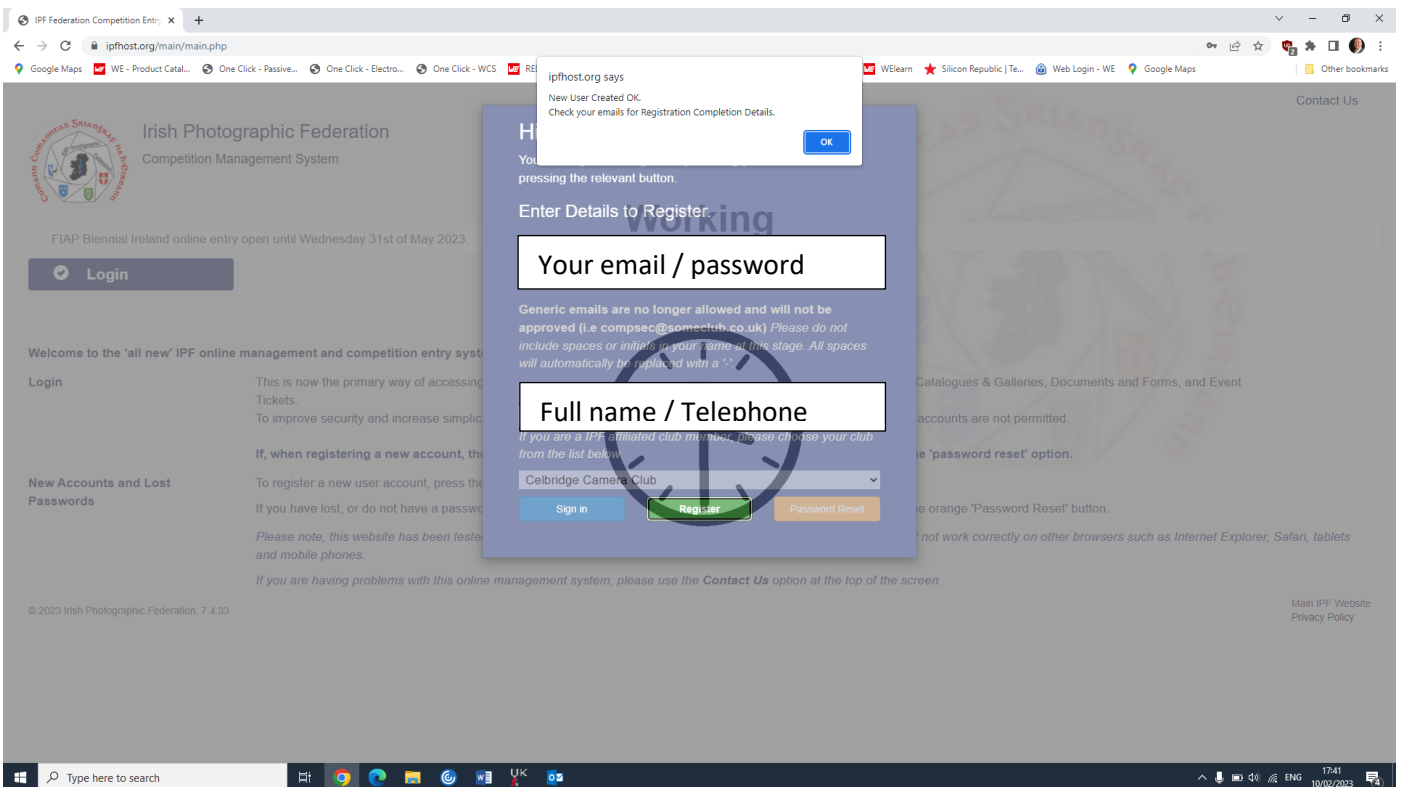 IPF Federation Competition Entry
ipfhost.org/main/main.php
Google Maps
WE - Product Catal...
One Click - Passive...
One Click - Electro...
One Click - WCS
WElearn
Silicon Republic | Te...
Web Login - WE
Google Maps
Other bookmarks
ipfhost.org says
New User Created OK.
Check your emails for Registration Completion Details.
OK
Contact Us
Irish Photographic Federation
Competition Management System
pressing the relevant button.
Enter Details to Register.
Working
FIAP Biennial Ireland online entry open until Wednesday 31st of May 2023.
Login
Your email / password
Generic emails are no longer allowed and will not be
approved (i.e compsec@someclub.co.uk) Please do not
include spaces or initials in your name at this stage. All spaces
will automatically be replaced with a '-'.
Welcome to the 'all new' IPF online management and competition entry syst
Login
This is now the primary way of accessing
Catalogues & Galleries, Documents and Forms, and Event
Tickets.
To improve security and increase simplic
accounts are not permitted.
Full name / Telephone
If you are a IPF affiliated club member, please choose your club
from the list below.
If, when registering a new account, the
'password reset' option.
Celbridge Camera Club
New Accounts and Lost
Passwords
To register a new user account, press the
Sign in
Register
Password Reset
If you have lost, or do not have a passwo
orange 'Password Reset' button.
Please note, this website has been teste
not work correctly on other browsers such as Internet Explorer, Safari, tablets
and mobile phones.
If you are having problems with this online management system, please use the Contact Us option at the top of the screen.
© 2023 Irish Photographic Federation. 7.4.33
Main IPF Website
Privacy Policy
Type here to search
UK
ENG
17:41
10/02/2023